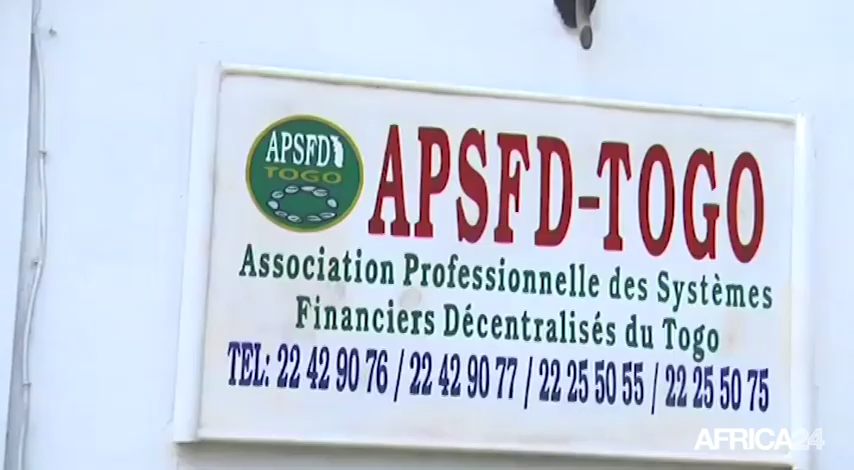 APSFD
TOGO
APSFD-TOGO
Association Professionnelle des Systèmes
Financiers Décentralisés du Togo
TEL: 22 42 90 76 / 22 42 90 77 / 22 25 50 55 / 22 25 50 75
AFRICA24